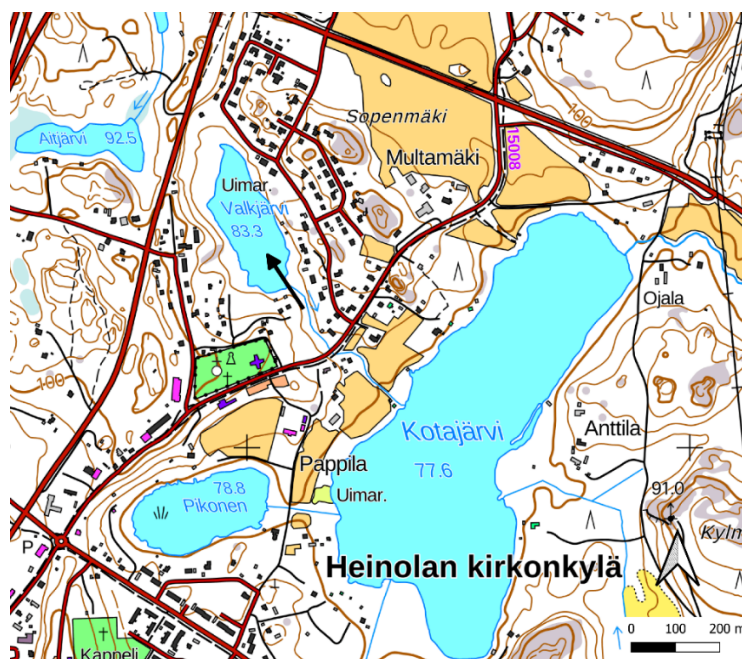 Sopenmäki
100
Aitjärvi 92.5
15008
Multamäki
Uimar.
Valkjärvi
83.3
Ojala
100
Kotajärvi
Anttila
Pappila
77.6
78.8
Pikonen
Uimar.
91.0
Kylm
P
Heinolan kirkonkylä
0 100 200 m
Kappeli